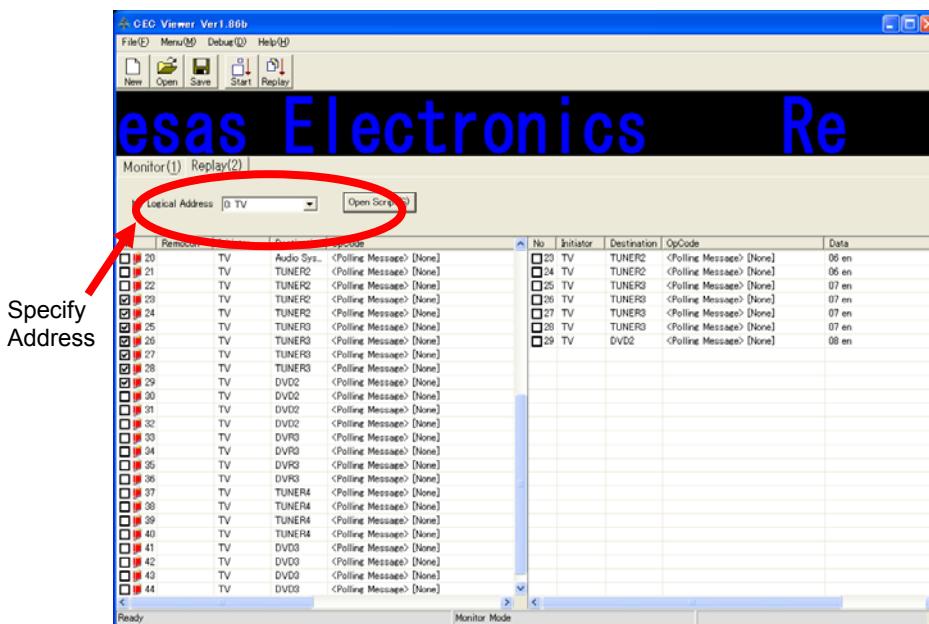 CEC Viewer Ver1.86b
File(F) Menu(M) Debug(D) Help(H)
New Open Save Start Replay
esas Electronics Re
Monitor(1) Replay(2)
Logical Address 0: TV Open Script(S)
Specify
Address
No Initiator Destination OpCode Data
20 TV Audio Sys... <Polling Message> [None]
21 TV TUNER2 <Polling Message> [None]
22 TV TUNER2 <Polling Message> [None]
23 TV TUNER2 <Polling Message> [None]
24 TV TUNER2 <Polling Message> [None]
25 TV TUNER3 <Polling Message> [None]
26 TV TUNER3 <Polling Message> [None]
27 TV TUNER3 <Polling Message> [None]
28 TV TUNER3 <Polling Message> [None]
29 TV DVD2 <Polling Message> [None]
30 TV DVD2 <Polling Message> [None]
31 TV DVD2 <Polling Message> [None]
32 TV DVD2 <Polling Message> [None]
33 TV DVR3 <Polling Message> [None]
34 TV DVR3 <Polling Message> [None]
35 TV DVR3 <Polling Message> [None]
36 TV DVR3 <Polling Message> [None]
37 TV TUNER4 <Polling Message> [None]
38 TV TUNER4 <Polling Message> [None]
39 TV TUNER4 <Polling Message> [None]
40 TV TUNER4 <Polling Message> [None]
41 TV DVD3 <Polling Message> [None]
42 TV DVD3 <Polling Message> [None]
43 TV DVD3 <Polling Message> [None]
44 TV DVD3 <Polling Message> [None]
23 TV TUNER2 <Polling Message> [None] 06 en
24 TV TUNER2 <Polling Message> [None] 06 en
25 TV TUNER3 <Polling Message> [None] 07 en
26 TV TUNER3 <Polling Message> [None] 07 en
27 TV TUNER3 <Polling Message> [None] 07 en
28 TV TUNER3 <Polling Message> [None] 07 en
29 TV DVD2 <Polling Message> [None] 08 en
Ready Monitor Mode